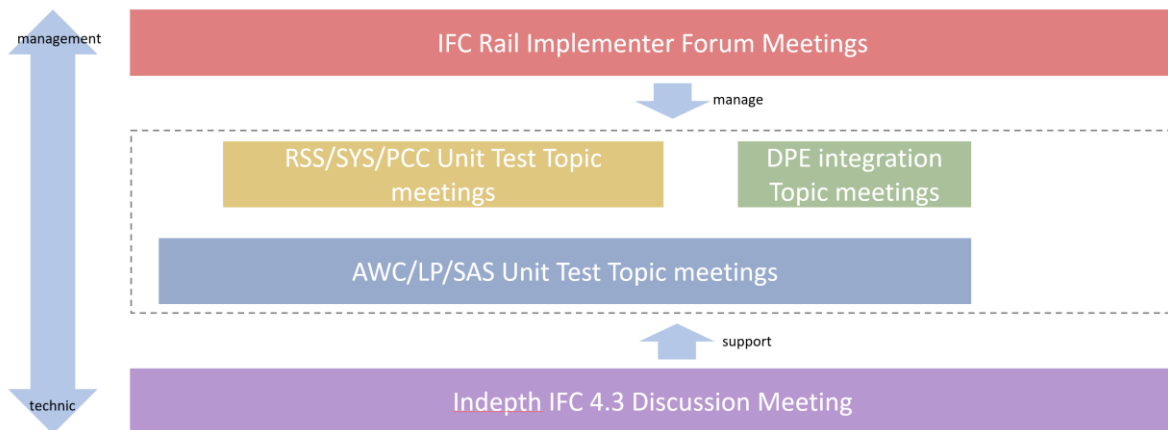 management
IFC Rail Implementer Forum Meetings
manage
RSS/SYS/PCC Unit Test Topic
meetings
DPE integration
Topic meetings
AWC/LP/SAS Unit Test Topic meetings
support
technic
Indepth IFC 4.3 Discussion Meeting